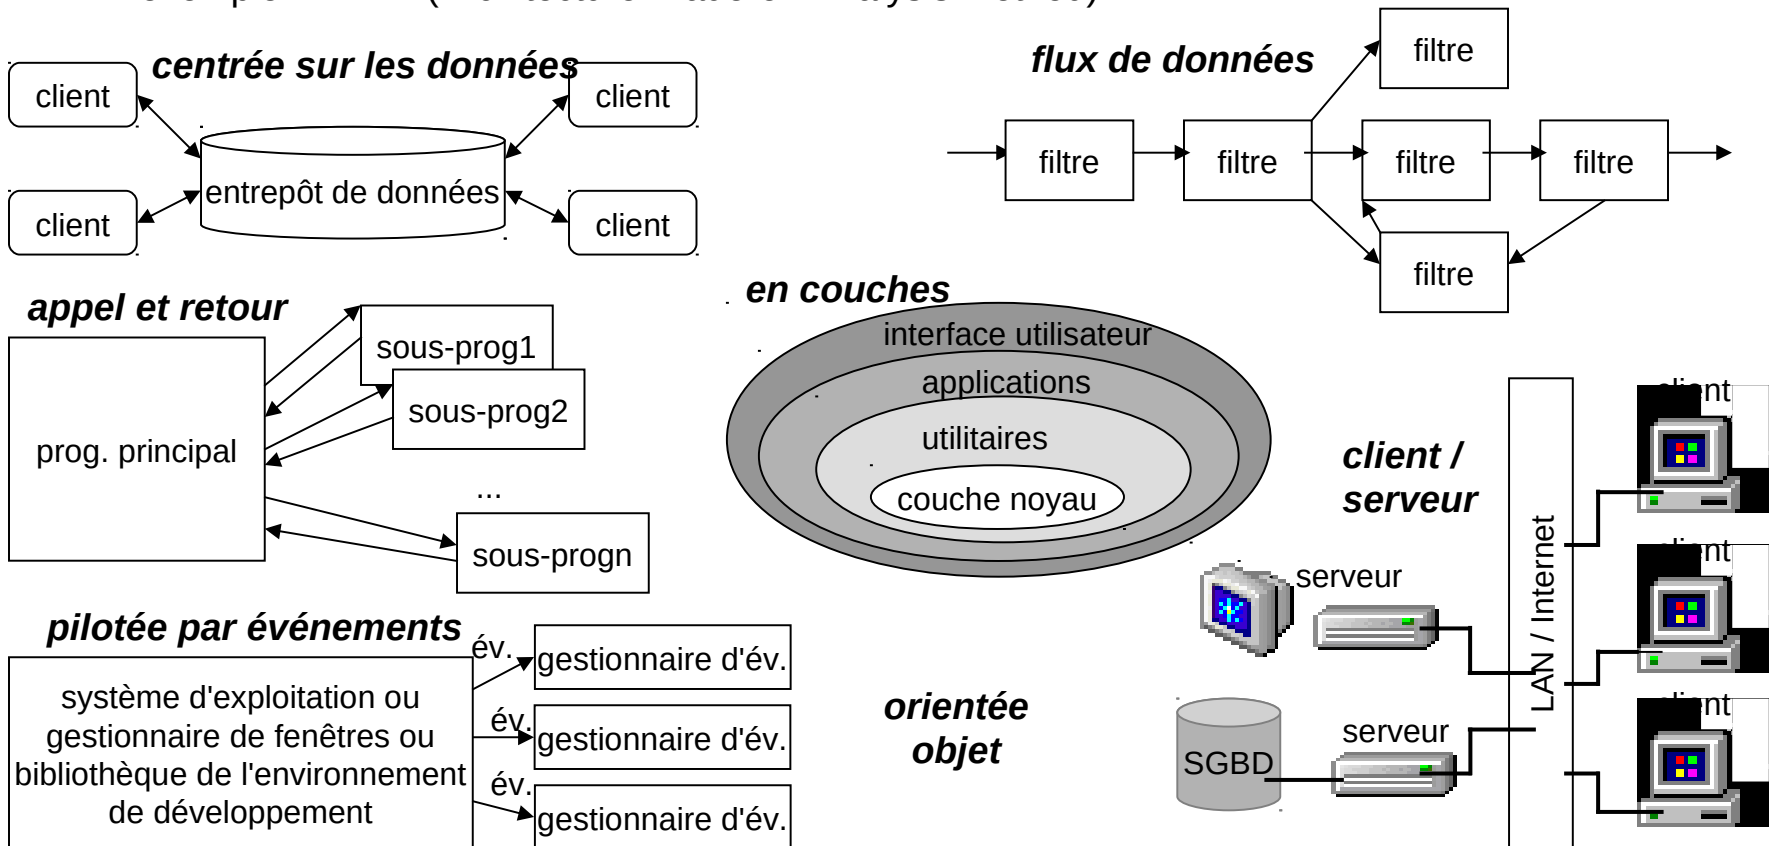 centrée sur les données
client
client
entrepôt de données
client
client
flux de données
filtre
filtre
filtre
filtre
filtre
filtre
appel et retour
prog. principal
sous-prog1
sous-prog2
...
sous-progn
en couches
interface utilisateur
applications
utilitaires
couche noyau
client /
serveur
serveur
serveur
SGBD
LAN / Internet
client
client
client
pilotée par événements
système d'exploitation ou
gestionnaire de fenêtres ou
bibliothèque de l'environnement
de développement
év.
év.
év.
gestionnaire d'év.
gestionnaire d'év.
gestionnaire d'év.
orientée
objet